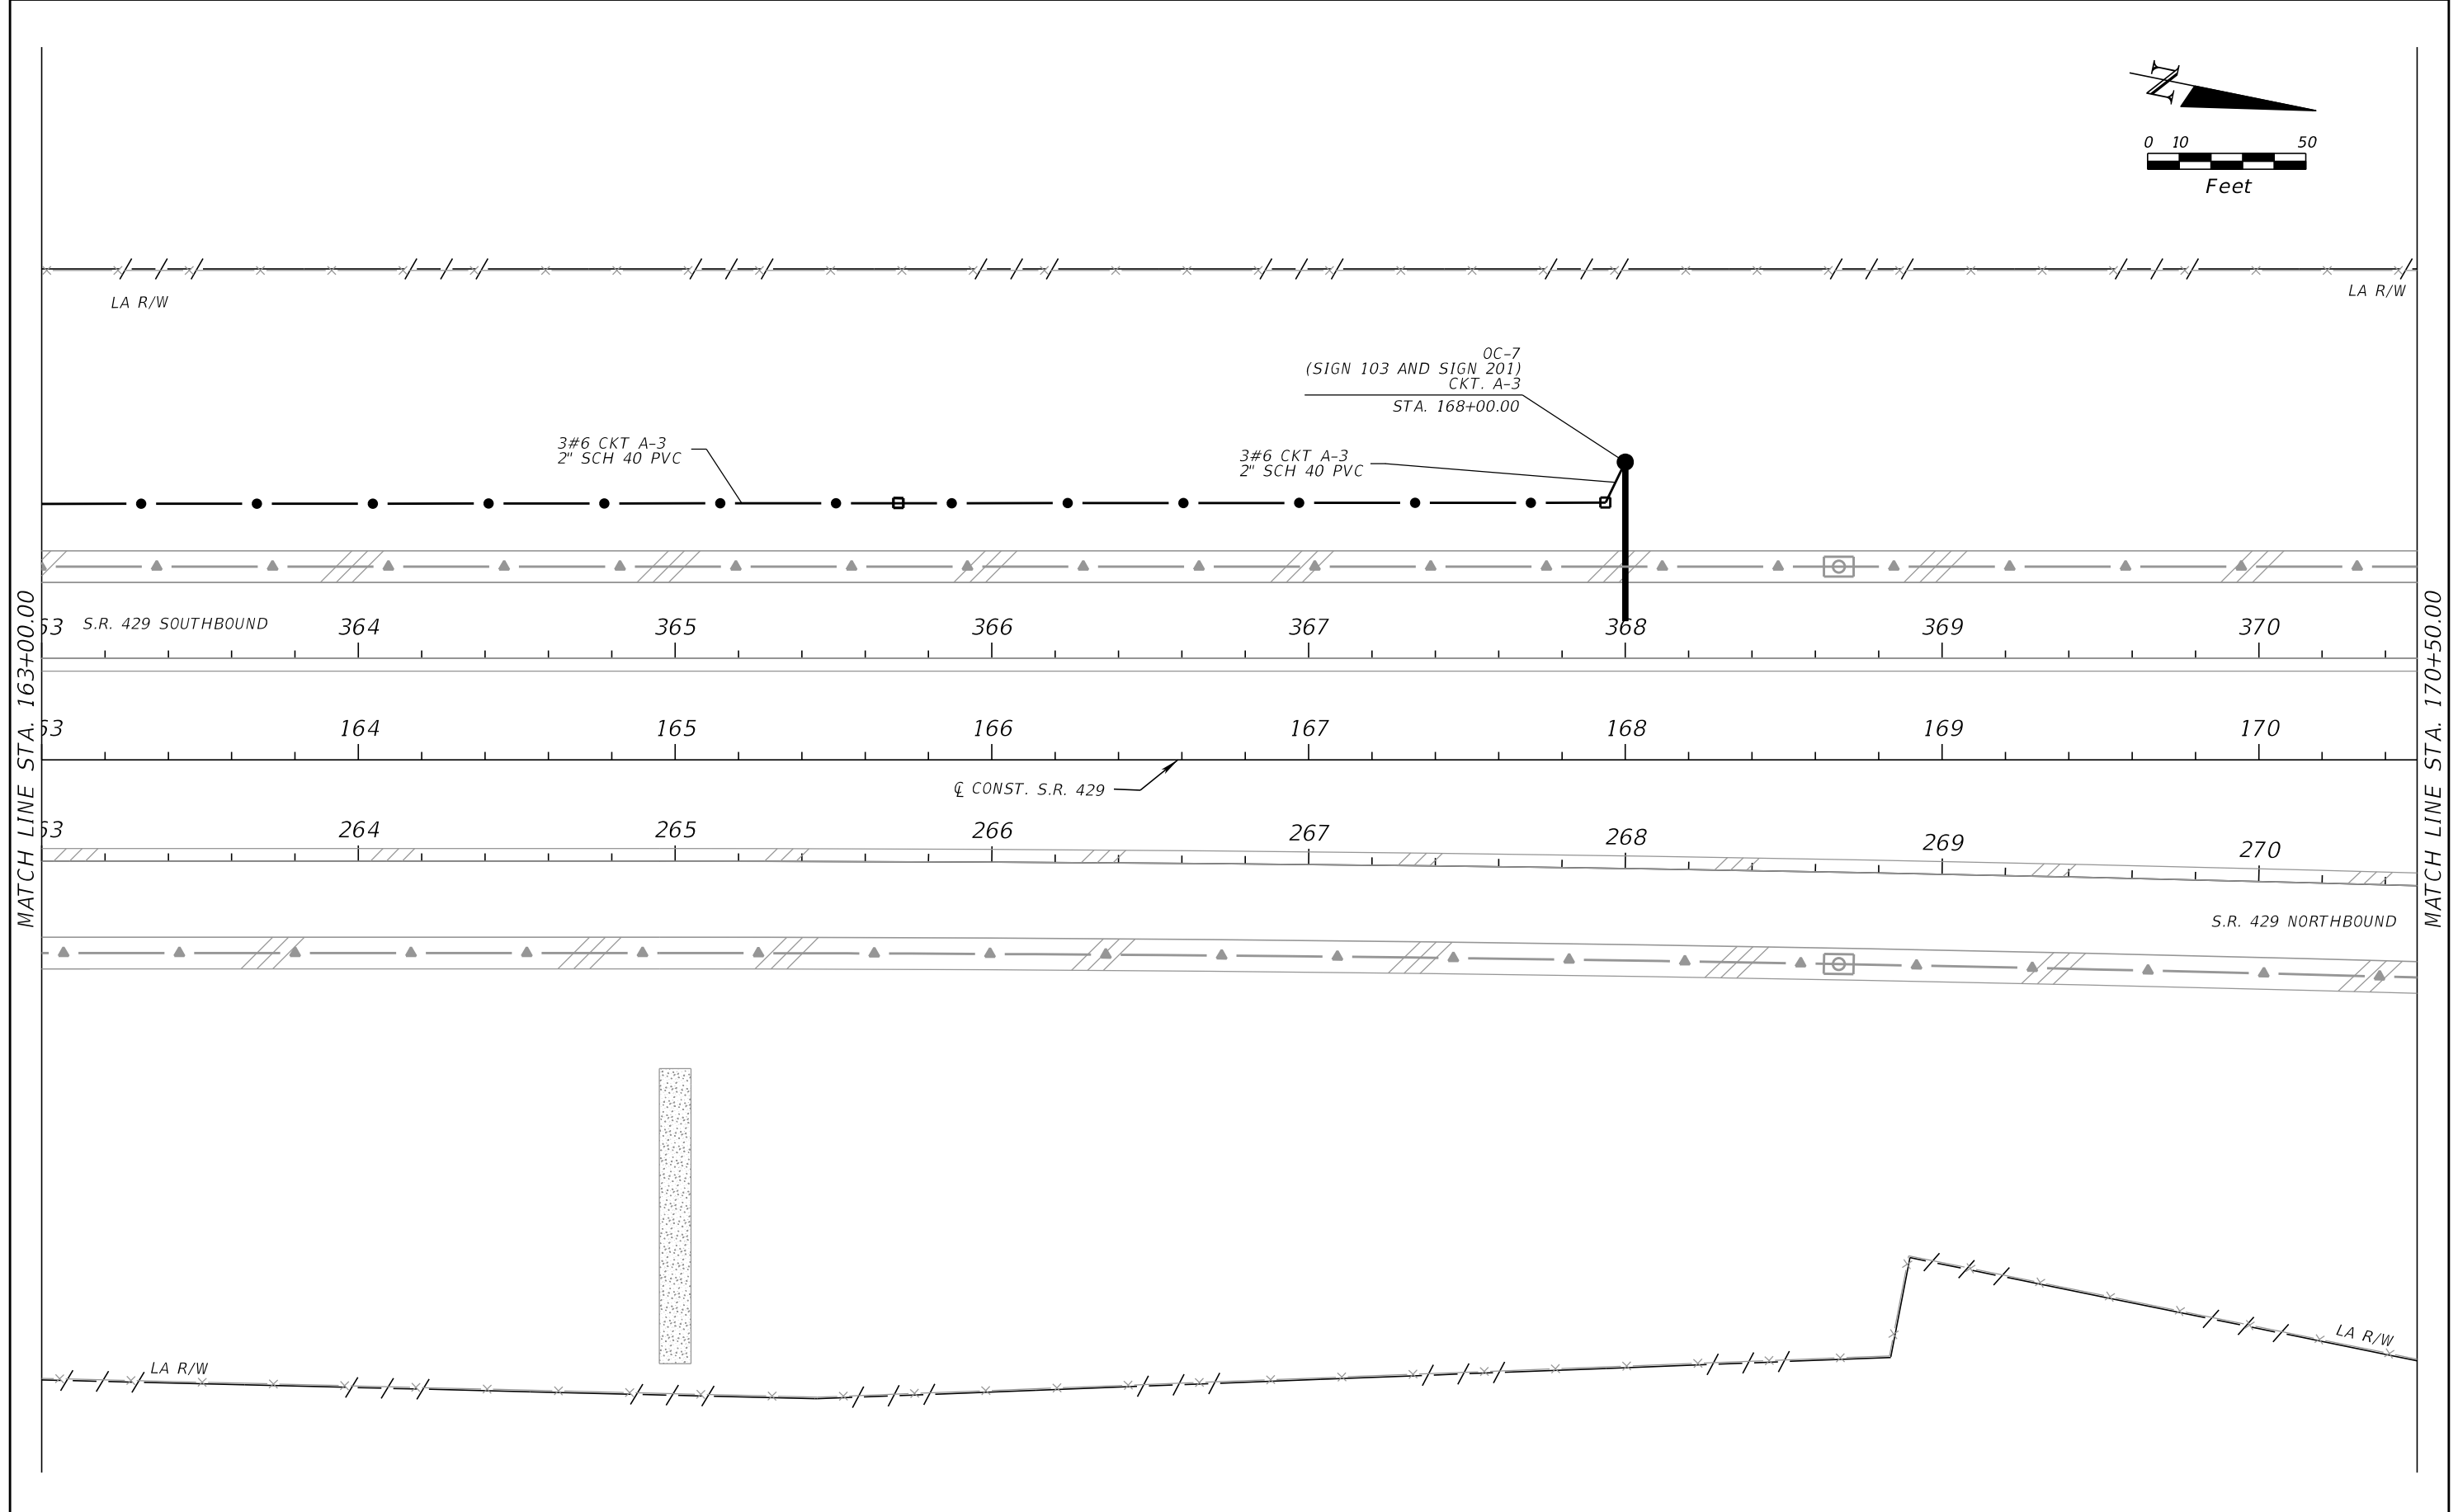 N
0 10 50
Feet
LA R/W
LA R/W
OC-7
(SIGN 103 AND SIGN 201)
CKT. A-3
STA. 168+00.00
3#6 CKT A-3
2" SCH 40 PVC
3#6 CKT A-3
2" SCH 40 PVC
MATCH LINE STA. 163+00.00
MATCH LINE STA. 170+50.00
S.R. 429 SOUTHBOUND
63 364 365 366 367 368 369 370
63 164 165 166 167 168 169 170
℄ CONST. S.R. 429
63 264 265 266 267 268 269 270
S.R. 429 NORTHBOUND
LA R/W
LA R/W